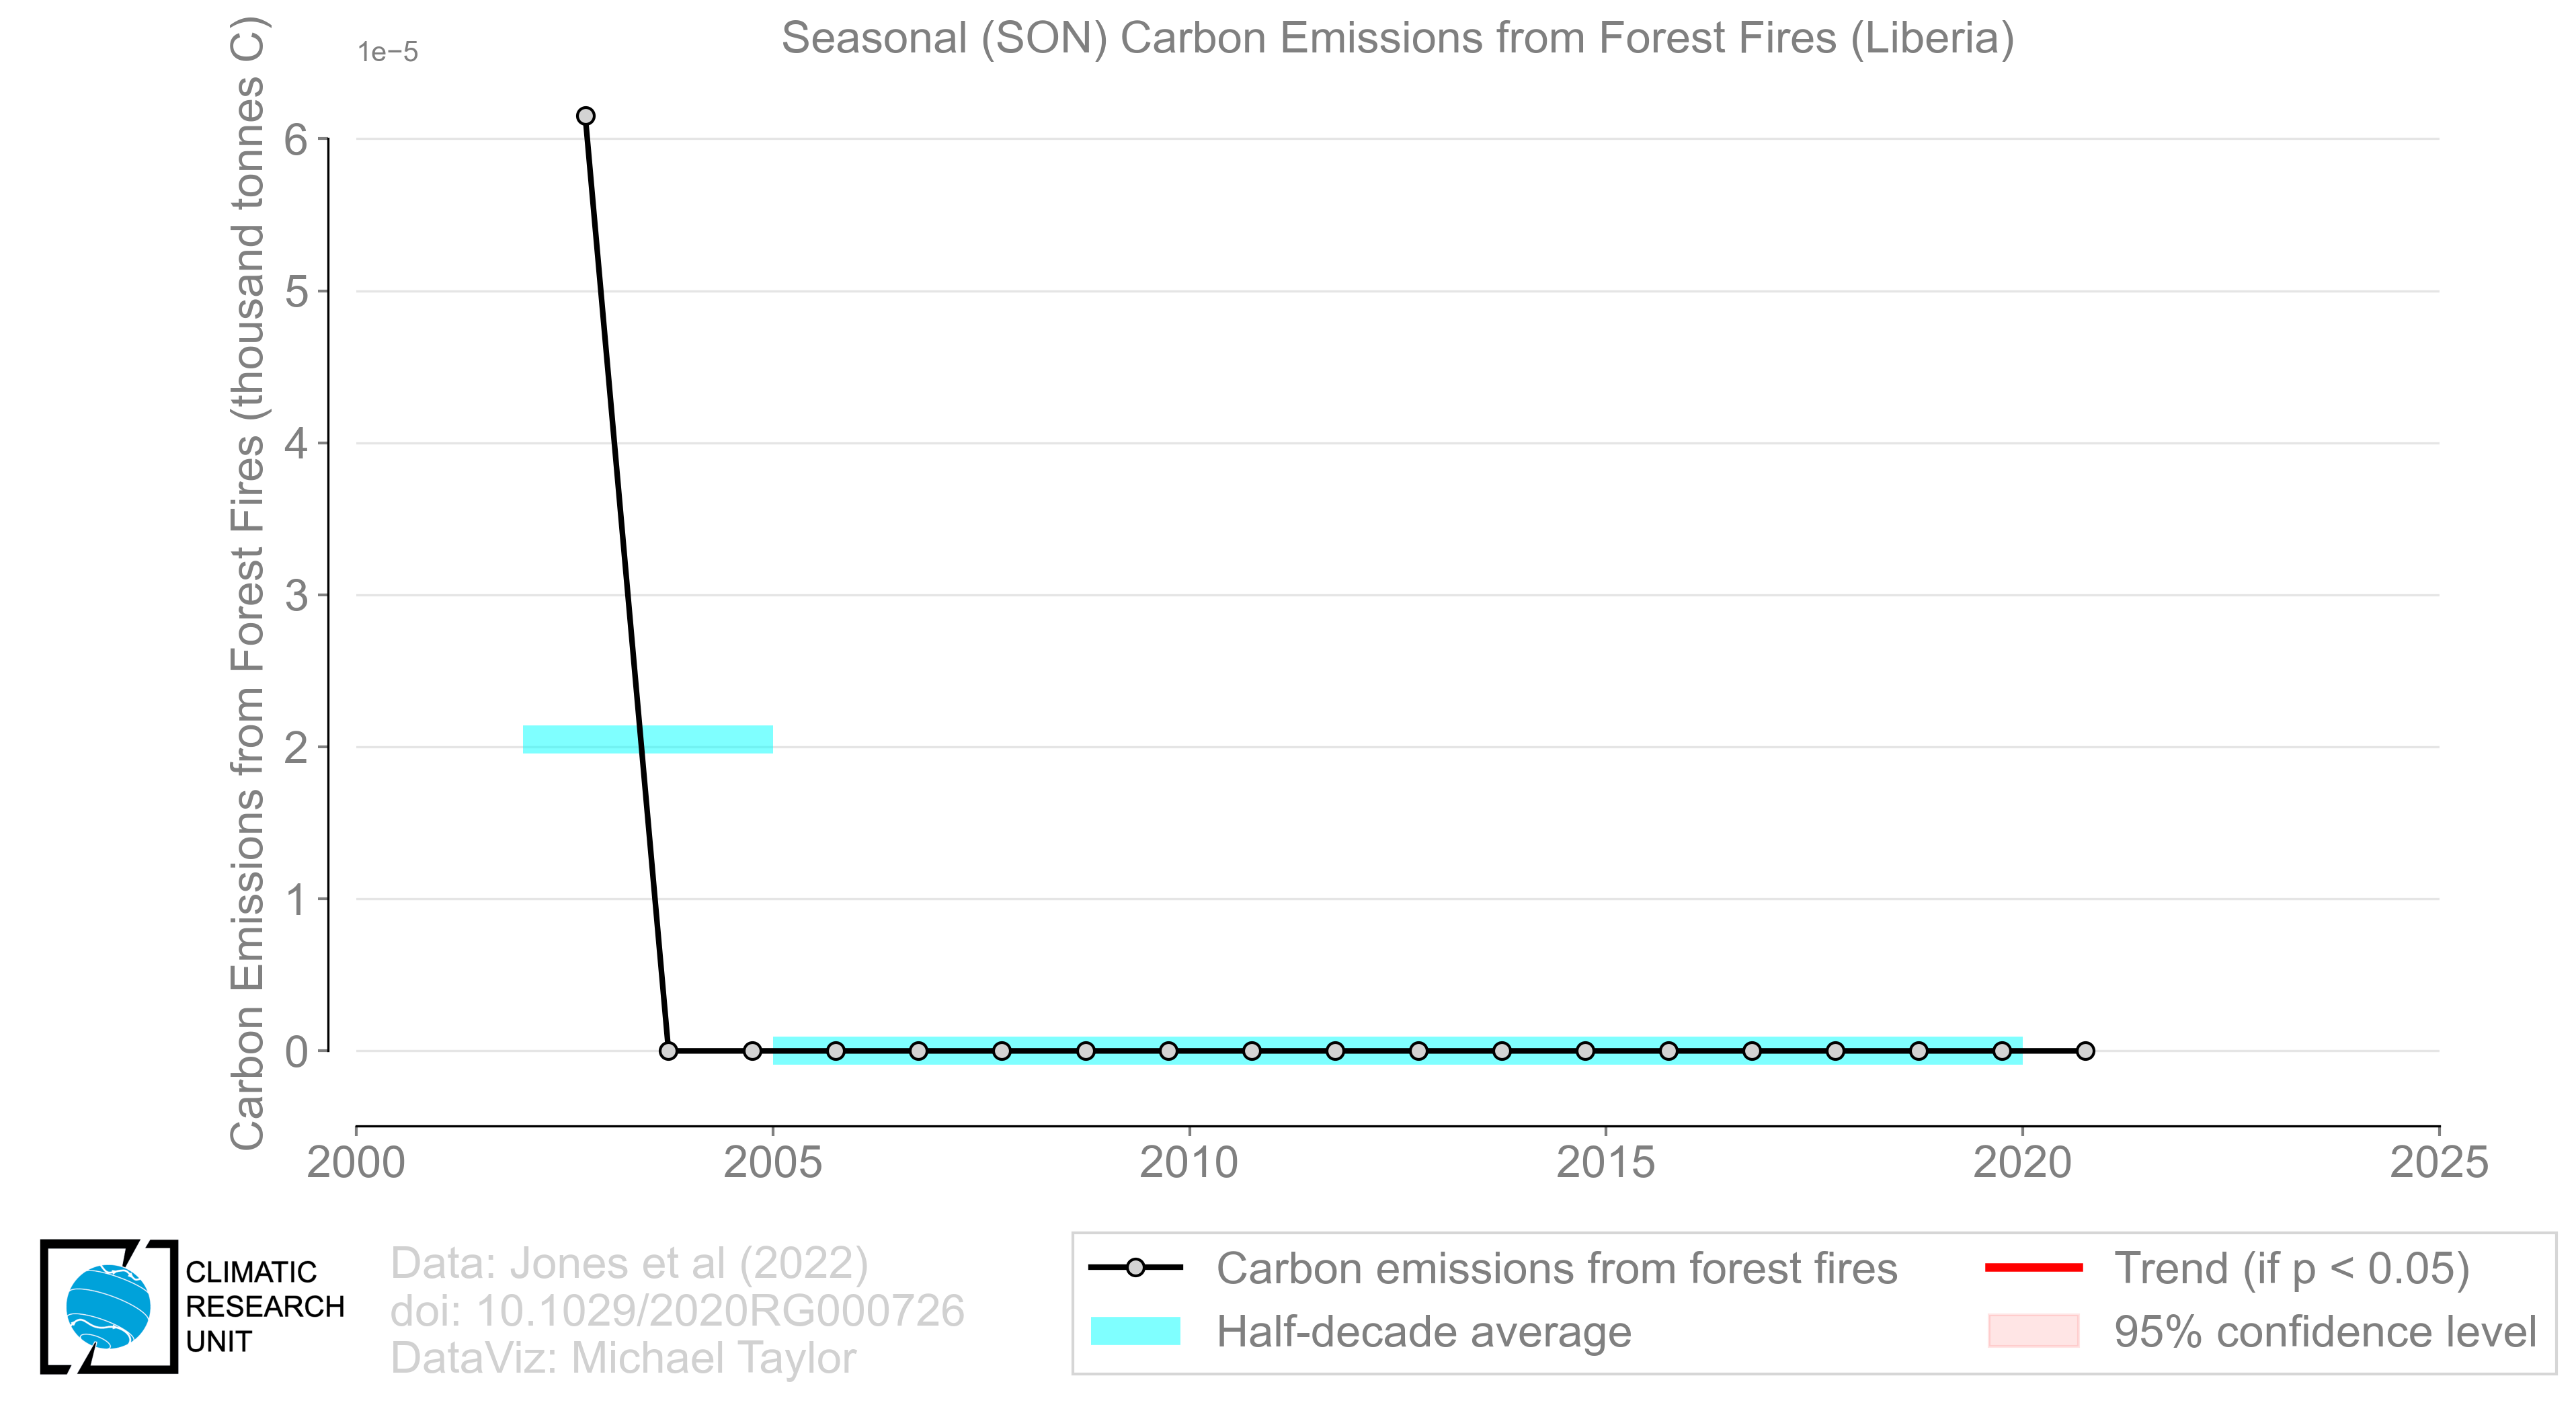 Seasonal (SON) Carbon Emissions from Forest Fires (Liberia)
1e−5
Carbon Emissions from Forest Fires (thousand tonnes C)
6
5
4
3
2
1
0
2000 2005 2010 2015 2020 2025
CLIMATIC
RESEARCH
UNIT
Data: Jones et al (2022)
doi: 10.1029/2020RG000726
DataViz: Michael Taylor
Carbon emissions from forest fires
Half-decade average
Trend (if p < 0.05)
95% confidence level